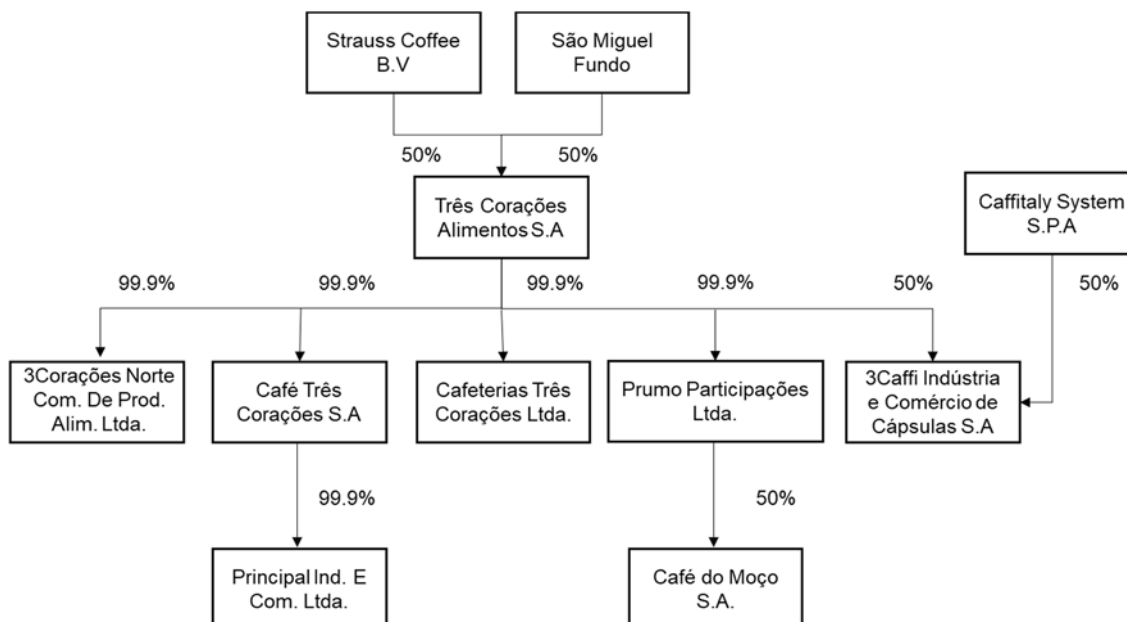 Strauss Coffee
B.V
São Miguel
Fundo
50%
50%
Três Corações
Alimentos S.A
Caffitaly System
S.P.A
99.9%
99.9%
99.9%
99.9%
50%
50%
3Corações Norte
Com. De Prod.
Alim. Ltda.
Café Três
Corações S.A
Cafeterias Três
Corações Ltda.
Prumo Participações
Ltda.
3Caffi Indústria
e Comércio de
Cápsulas S.A
99.9%
50%
Principal Ind. E
Com. Ltda.
Café do Moço
S.A.